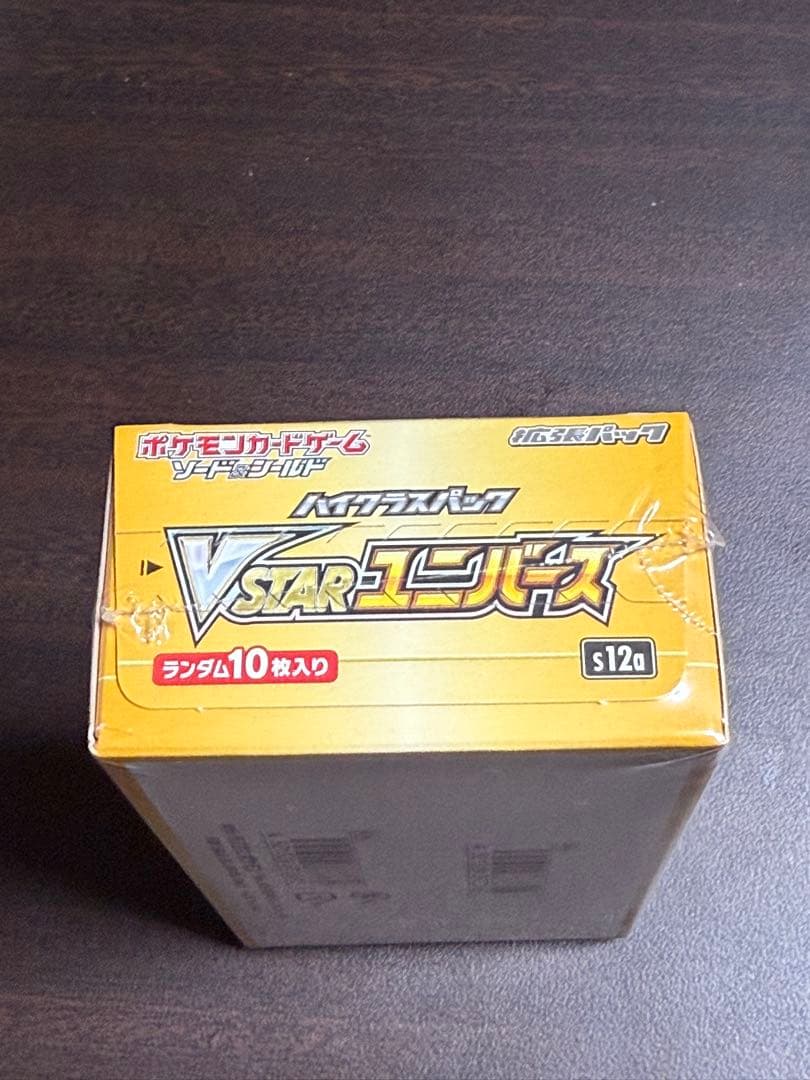 ポケモンカードゲーム
ソード&シールド
拡張パック
ハイクラスパック
VSTARユニバース
ランダム10枚入り
s12a